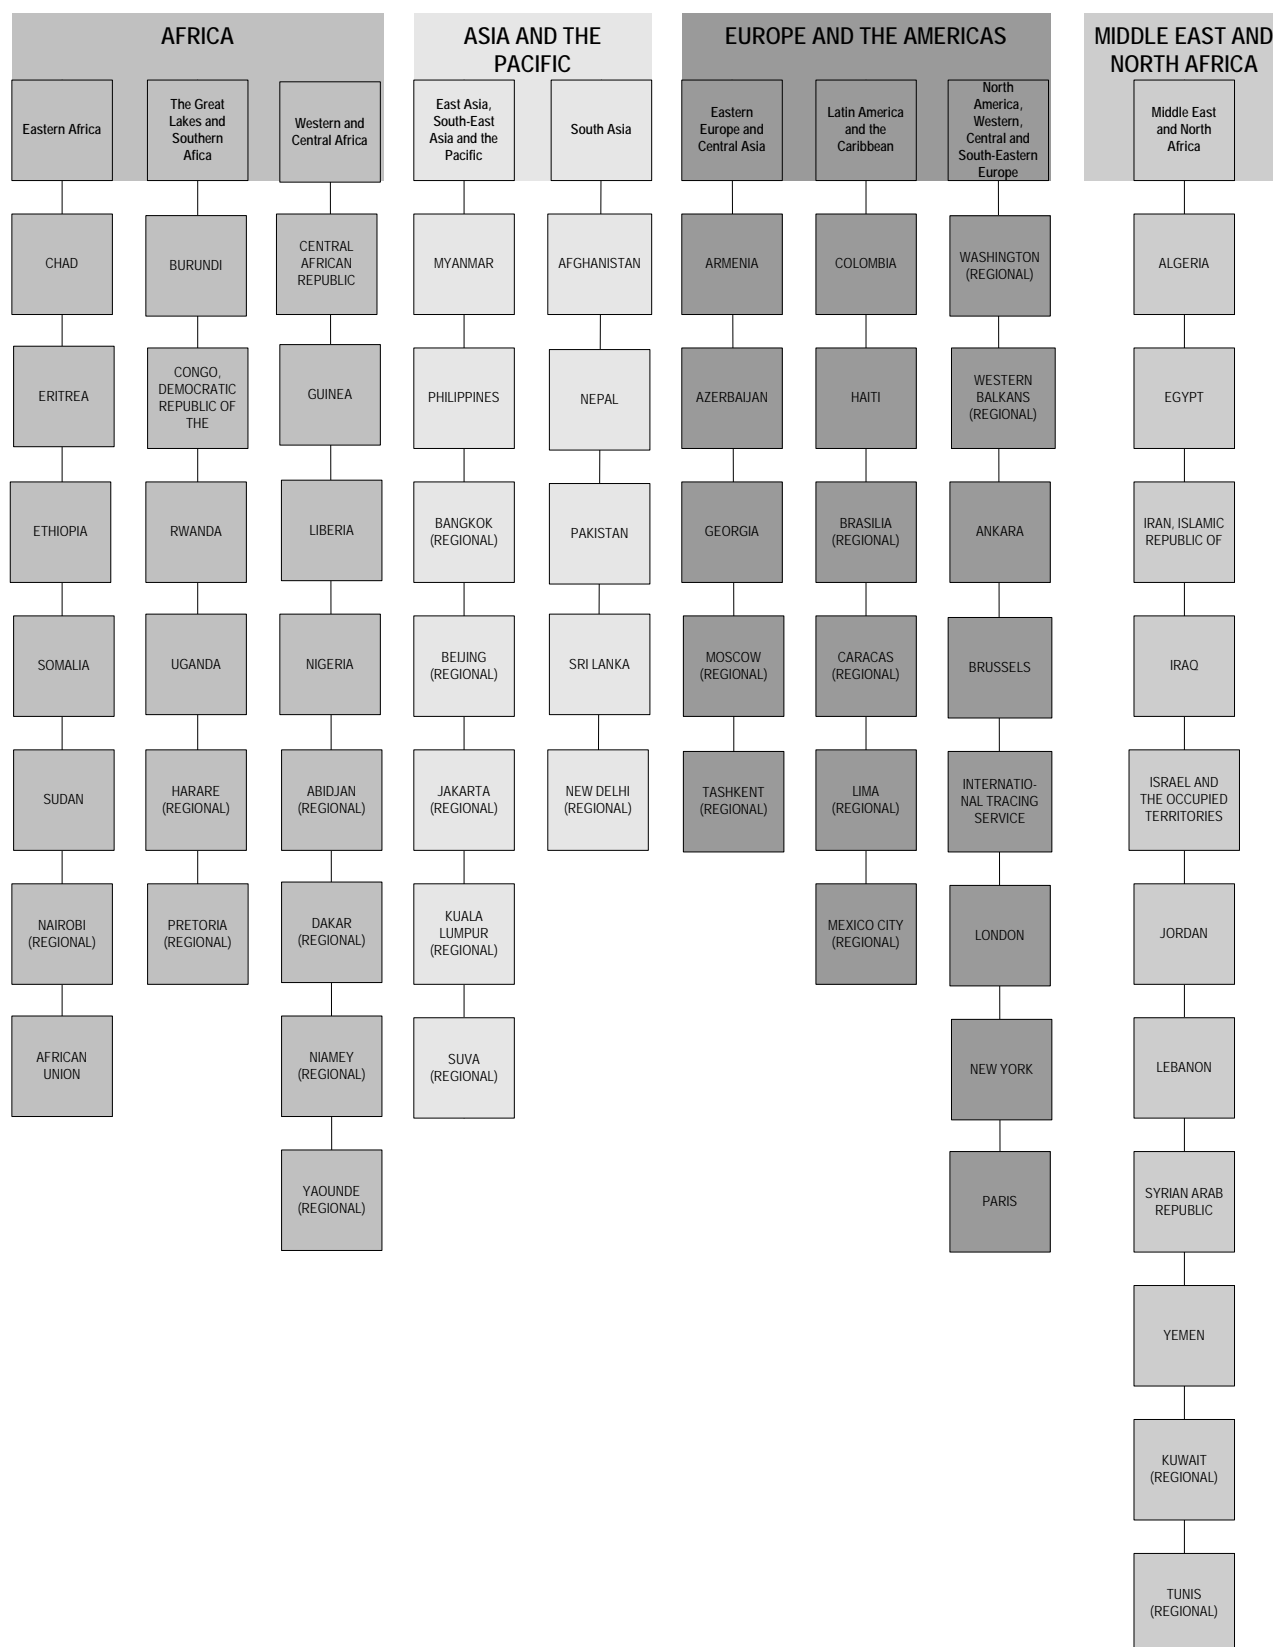 AFRICA
Eastern Africa
CHAD
ERITREA
ETHIOPIA
SOMALIA
SUDAN
NAIROBI
(REGIONAL)
AFRICAN
UNION
The Great
Lakes and
Southern
Afica
BURUNDI
CONGO,
DEMOCRATIC
REPUBLIC OF
THE
RWANDA
UGANDA
HARARE
(REGIONAL)
PRETORIA
(REGIONAL)
Western and
Central Africa
CENTRAL
AFRICAN
REPUBLIC
GUINEA
LIBERIA
NIGERIA
ABIDJAN
(REGIONAL)
DAKAR
(REGIONAL)
NIAMEY
(REGIONAL)
YAOUNDE
(REGIONAL)
ASIA AND THE
PACIFIC
East Asia,
South-East
Asia and the
Pacific
MYANMAR
PHILIPPINES
BANGKOK
(REGIONAL)
BEIJING
(REGIONAL)
JAKARTA
(REGIONAL)
KUALA
LUMPUR
(REGIONAL)
SUVA
(REGIONAL)
South Asia
AFGHANISTAN
NEPAL
PAKISTAN
SRI LANKA
NEW DELHI
(REGIONAL)
EUROPE AND THE AMERICAS
Eastern
Europe and
Central Asia
ARMENIA
AZERBAIJAN
GEORGIA
MOSCOW
(REGIONAL)
TASHKENT
(REGIONAL)
Latin America
and the
Caribbean
COLOMBIA
HAITI
BRASILIA
(REGIONAL)
CARACAS
(REGIONAL)
LIMA
(REGIONAL)
MEXICO CITY
(REGIONAL)
North
America,
Western,
Central and
South-Eastern
Europe
WASHINGTON
(REGIONAL)
WESTERN
BALKANS
(REGIONAL)
ANKARA
BRUSSELS
INTERNATIO-
NAL TRACING
SERVICE
LONDON
NEW YORK
PARIS
MIDDLE EAST AND
NORTH AFRICA
Middle East
and North
Africa
ALGERIA
EGYPT
IRAN, ISLAMIC
REPUBLIC OF
IRAQ
ISRAEL AND
THE OCCUPIED
TERRITORIES
JORDAN
LEBANON
SYRIAN ARAB
REPUBLIC
YEMEN
KUWAIT
(REGIONAL)
TUNIS
(REGIONAL)